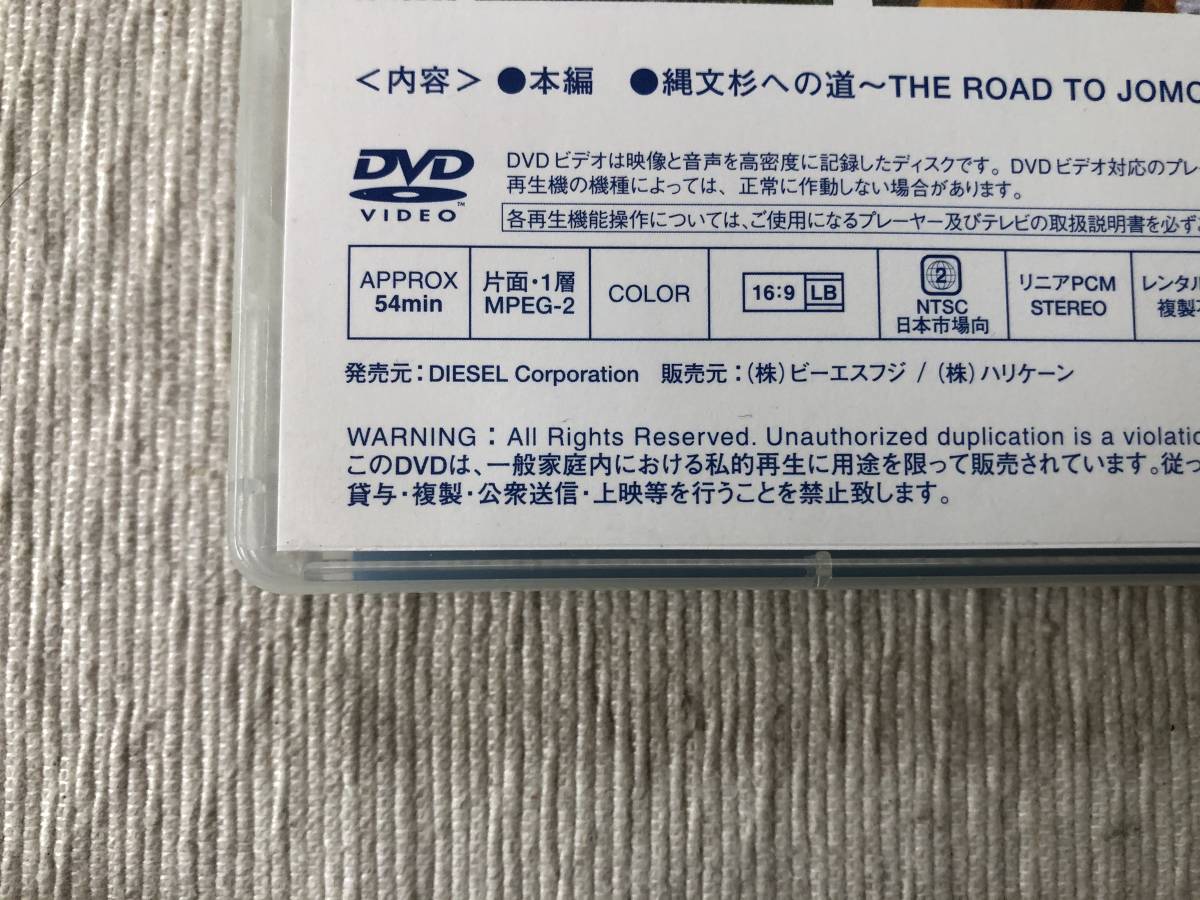 ＜内容＞ ●本編 ●縄文杉への道～THE ROAD TO JOMO
DVD
VIDEO™
DVDビデオは映像と音声を高密度に記録したディスクです。DVDビデオ対応のプレ
再生機の機種によっては、正常に作動しない場合があります。
各再生機能操作については、ご使用になるプレーヤー及びテレビの取扱説明書を必ず
APPROX 54min
片面・1層 MPEG-2
COLOR
16:9 LB
2 NTSC 日本市場向
リニアPCM STEREO
レンタル 複製
発売元：DIESEL Corporation 販売元：（株）ビーエスフジ / （株）ハリケーン
WARNING : All Rights Reserved. Unauthorized duplication is a violatio
このDVDは、一般家庭内における私的再生に用途を限って販売されています。従っ
貸与・複製・公衆送信・上映等を行うことを禁止致します。